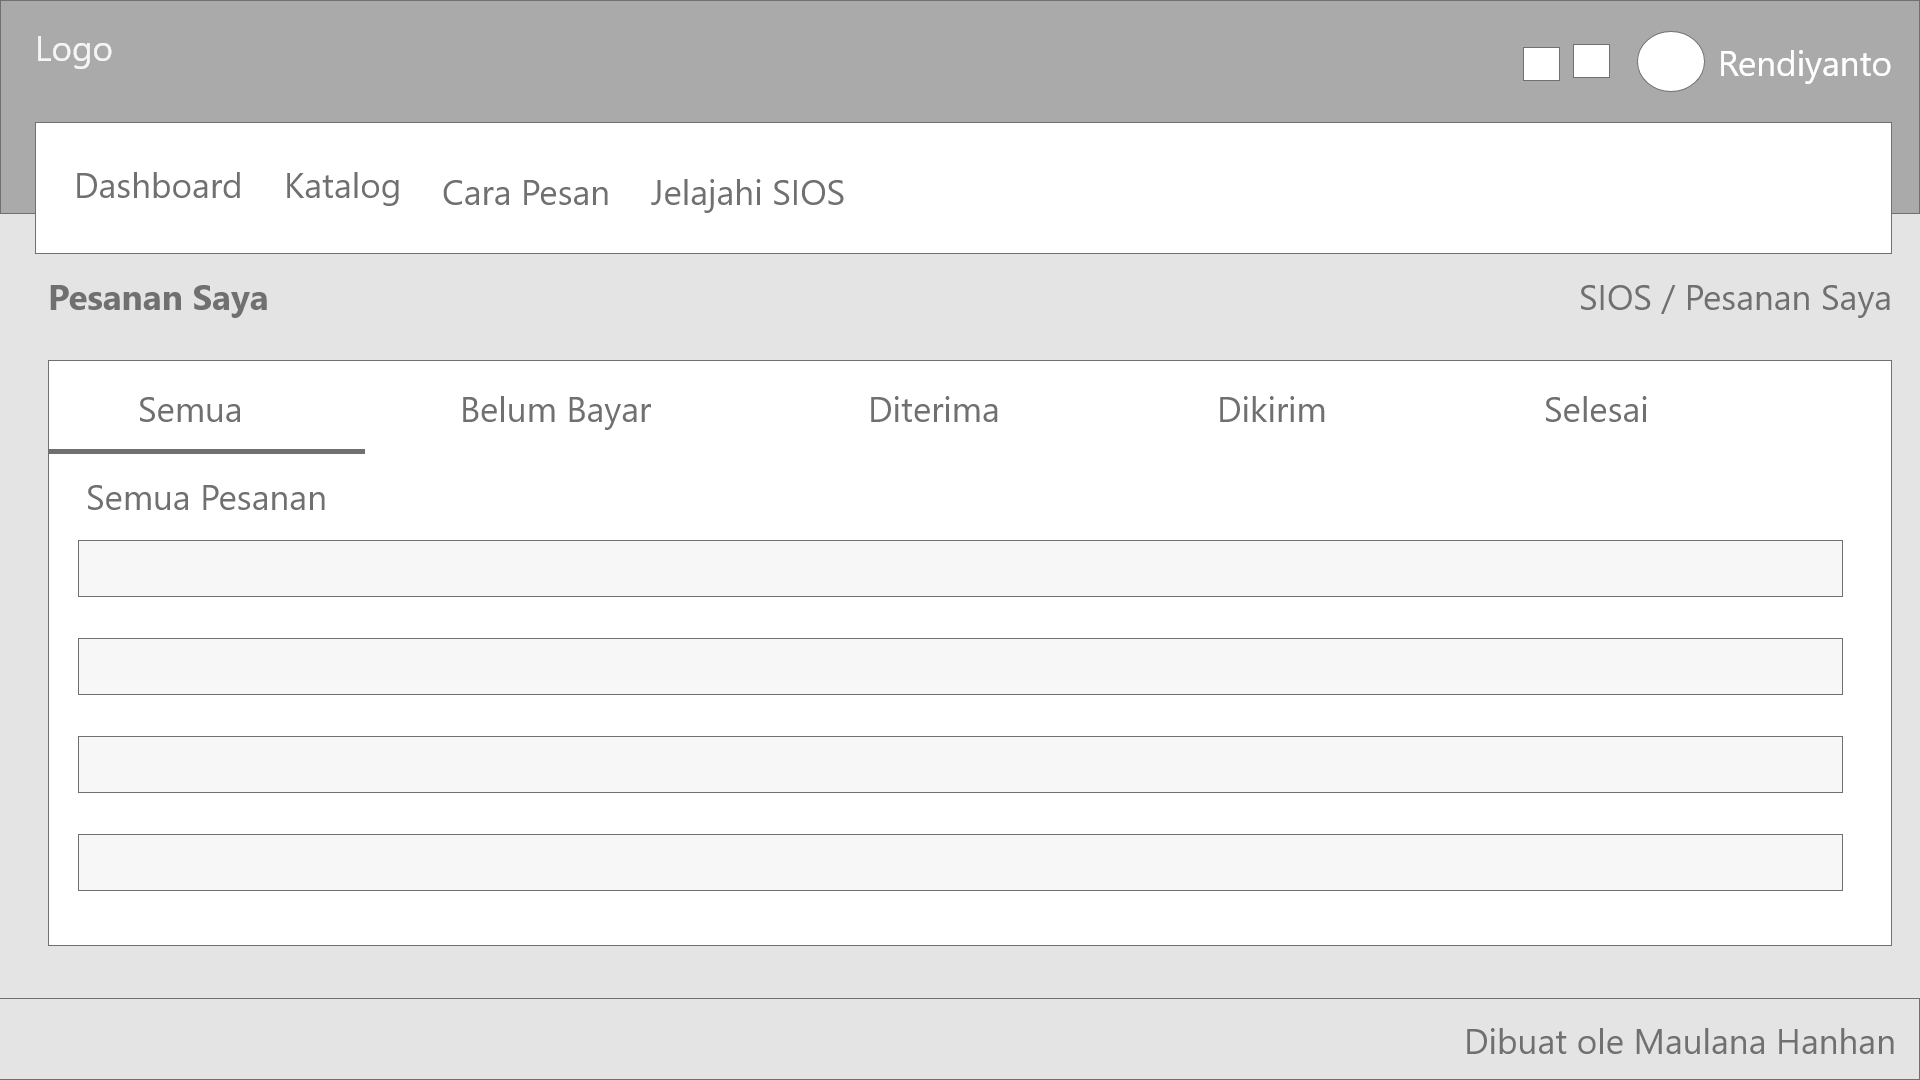 Logo
Rendiyanto
Dashboard Katalog Cara Pesan Jelajahi SIOS
Pesanan Saya
SIOS / Pesanan Saya
Semua Belum Bayar Diterima Dikirim Selesai
Semua Pesanan
Dibuat ole Maulana Hanhan